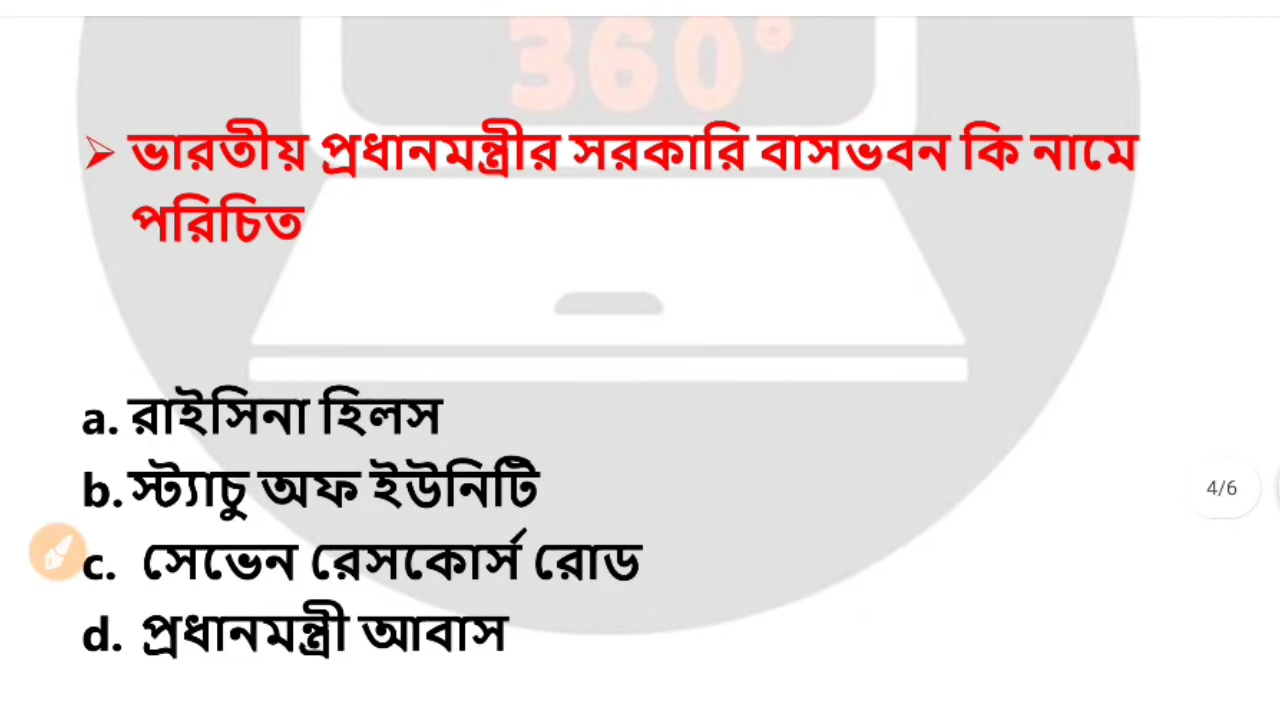 360°
➢ ভারতীয় প্রধানমন্ত্রীর সরকারি বাসভবন কি নামে
পরিচিত
a. রাইসিনা হিলস
b. স্ট্যাচু অফ ইউনিটি
4/6
c. সেভেন রেসকোর্স রোড
d. প্রধানমন্ত্রী আবাস